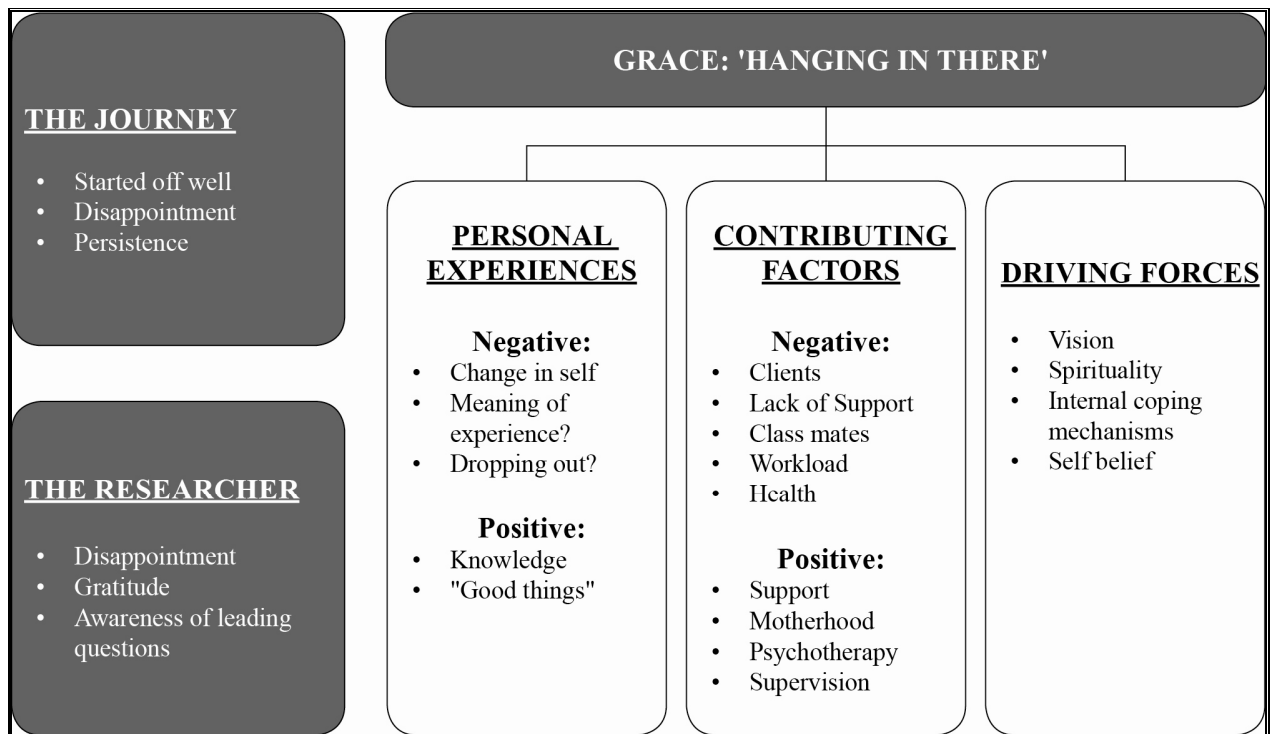 THE JOURNEY
• Started off well
• Disappointment
• Persistence
THE RESEARCHER
• Disappointment
• Gratitude
• Awareness of leading
questions
GRACE: 'HANGING IN THERE'
PERSONAL
EXPERIENCES
Negative:
• Change in self
• Meaning of
experience?
• Dropping out?
Positive:
• Knowledge
• "Good things"
CONTRIBUTING
FACTORS
Negative:
• Clients
• Lack of Support
• Class mates
• Workload
• Health
Positive:
• Support
• Motherhood
• Psychotherapy
• Supervision
DRIVING FORCES
• Vision
• Spirituality
• Internal coping
mechanisms
• Self belief